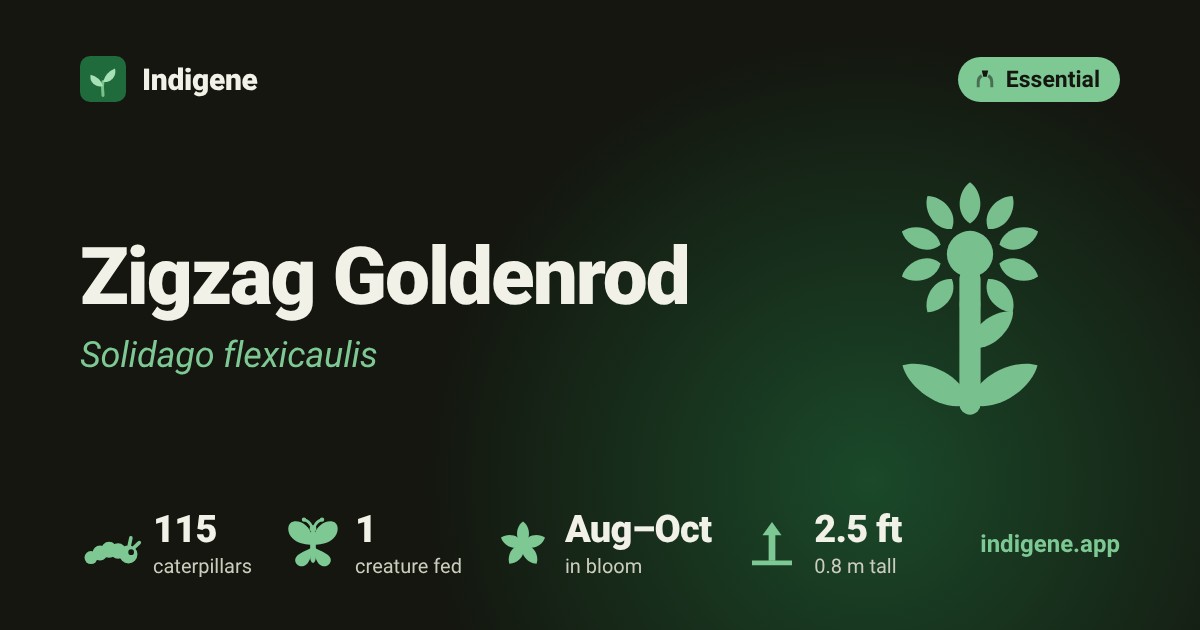 Indigene
Essential
Zigzag Goldenrod
Solidago flexicaulis
115
caterpillars
1
creature fed
Aug–Oct
in bloom
2.5 ft
0.8 m tall
indigene.app